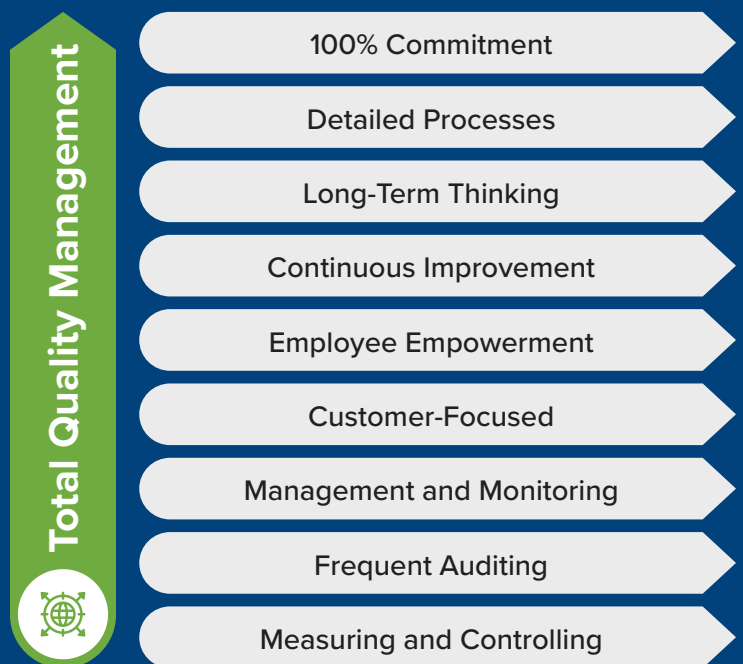 Total Quality Management
100% Commitment
Detailed Processes
Long-Term Thinking
Continuous Improvement
Employee Empowerment
Customer-Focused
Management and Monitoring
Frequent Auditing
Measuring and Controlling